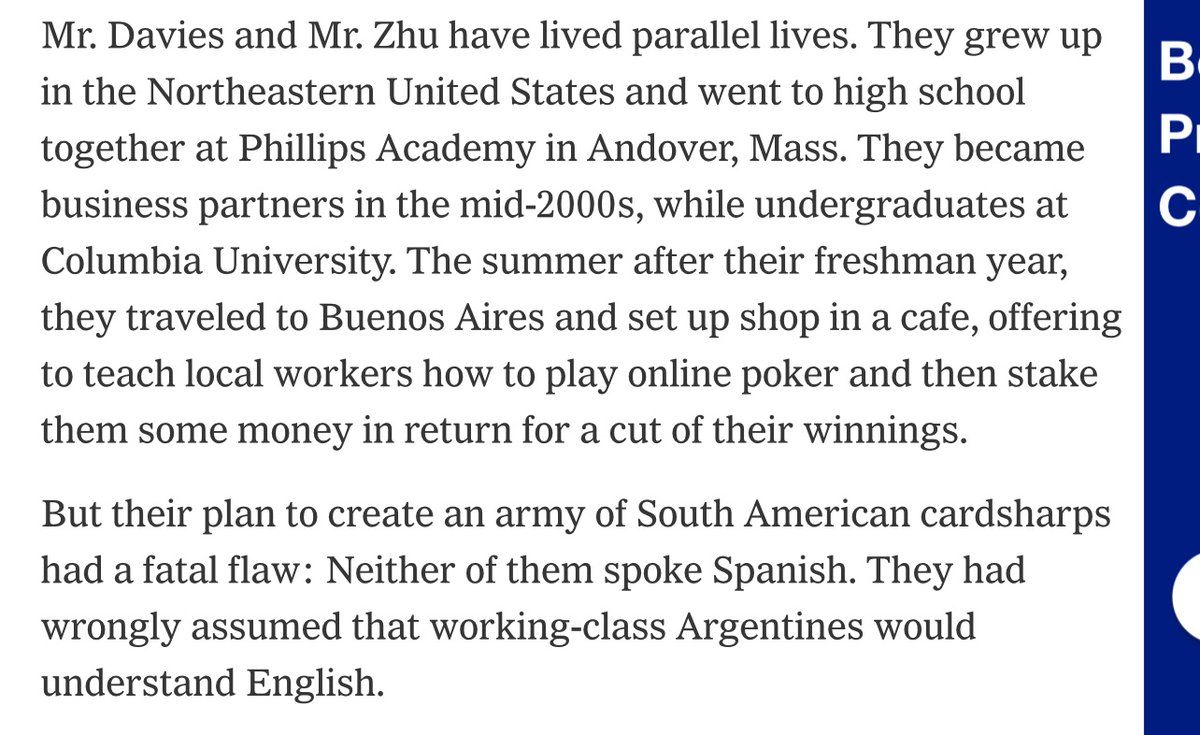 Mr. Davies and Mr. Zhu have lived parallel lives. They grew up
in the Northeastern United States and went to high school
together at Phillips Academy in Andover, Mass. They became
business partners in the mid-2000s, while undergraduates at
Columbia University. The summer after their freshman year,
they traveled to Buenos Aires and set up shop in a cafe, offering
to teach local workers how to play online poker and then stake
them some money in return for a cut of their winnings.
But their plan to create an army of South American cardsharps
had a fatal flaw: Neither of them spoke Spanish. They had
wrongly assumed that working-class Argentines would
understand English.